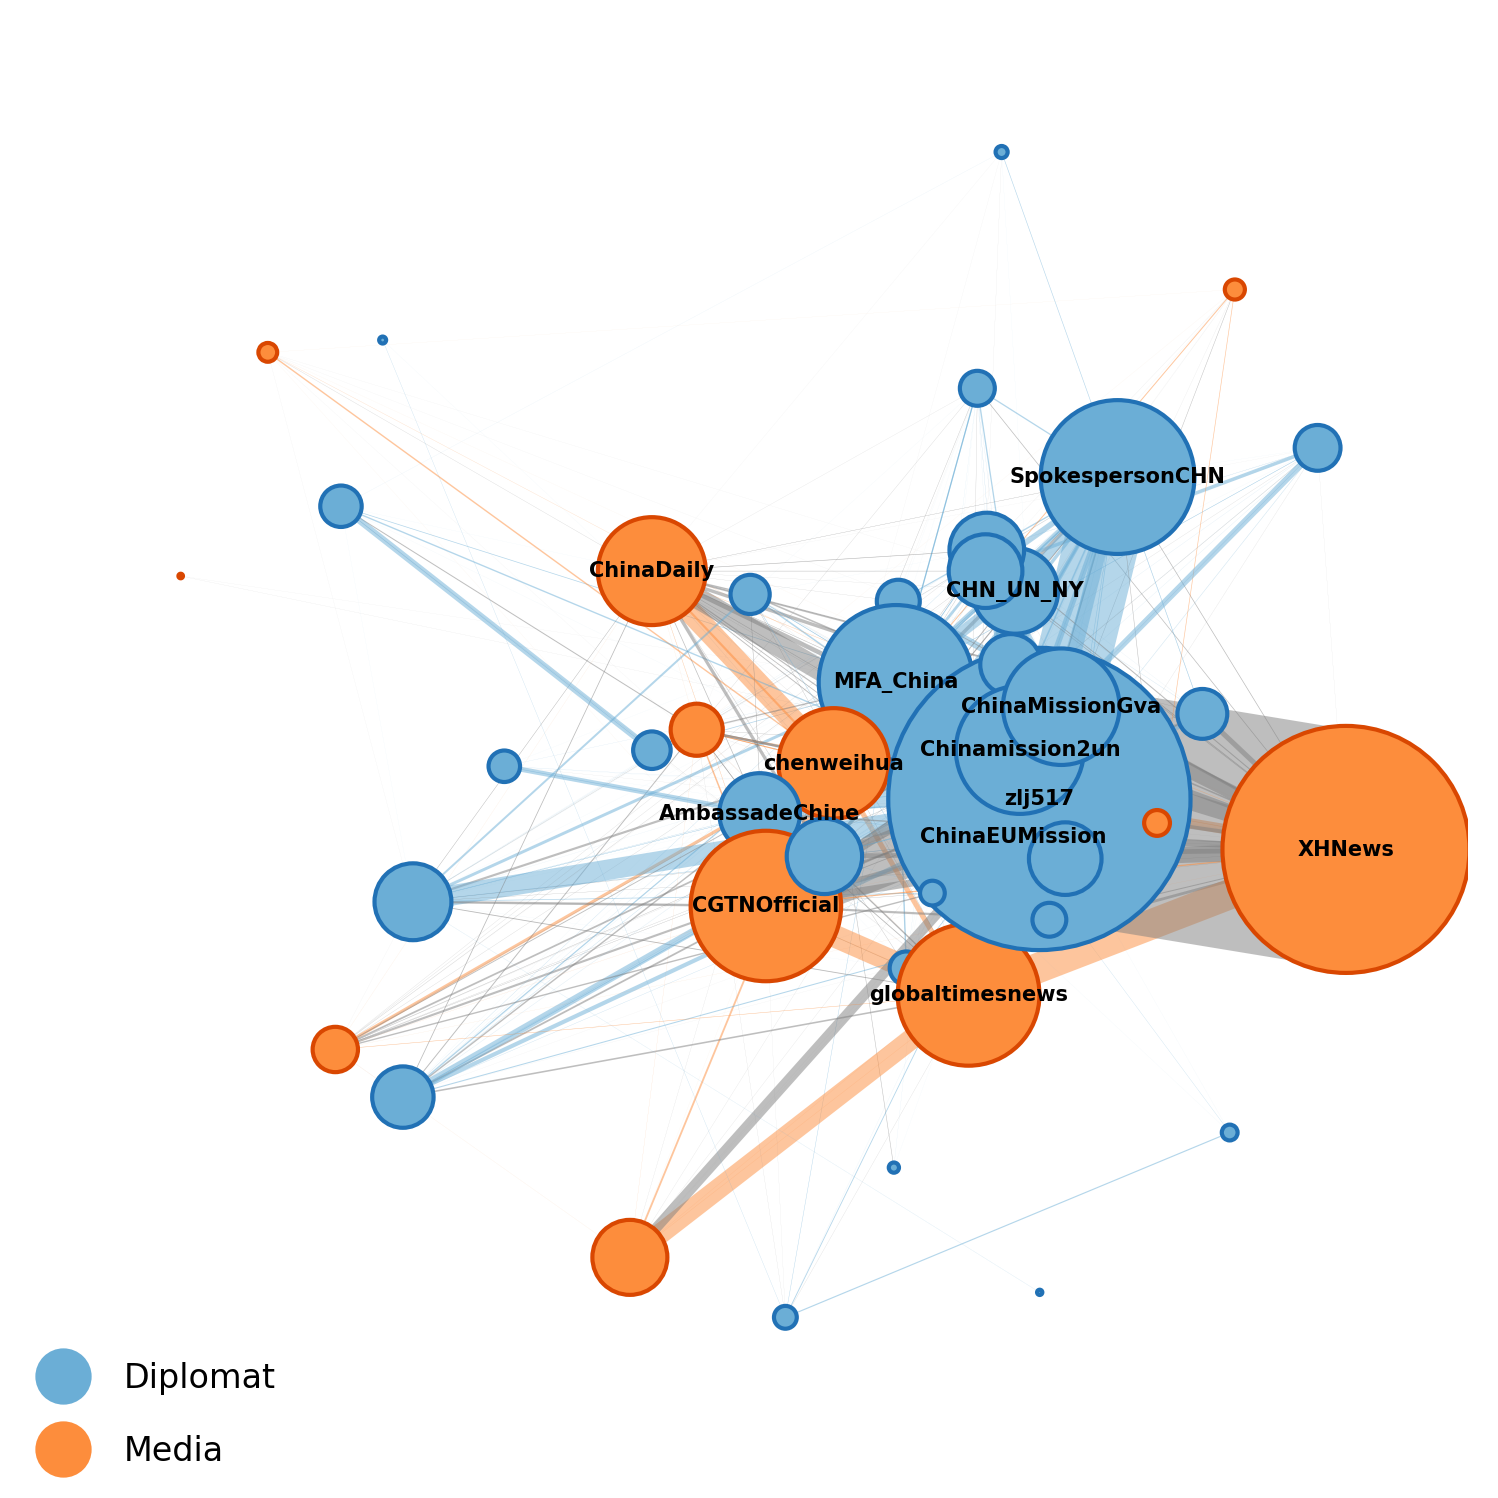 SpokespersonCHN
ChinaDaily
CHN_UN_NY
MFA_China
ChinaMissionGva
Chinamission2un
chenweihua
zlj517
AmbassadeChine
ChinaEUMission
XHNews
CGTNOfficial
globaltimesnews
Diplomat
Media